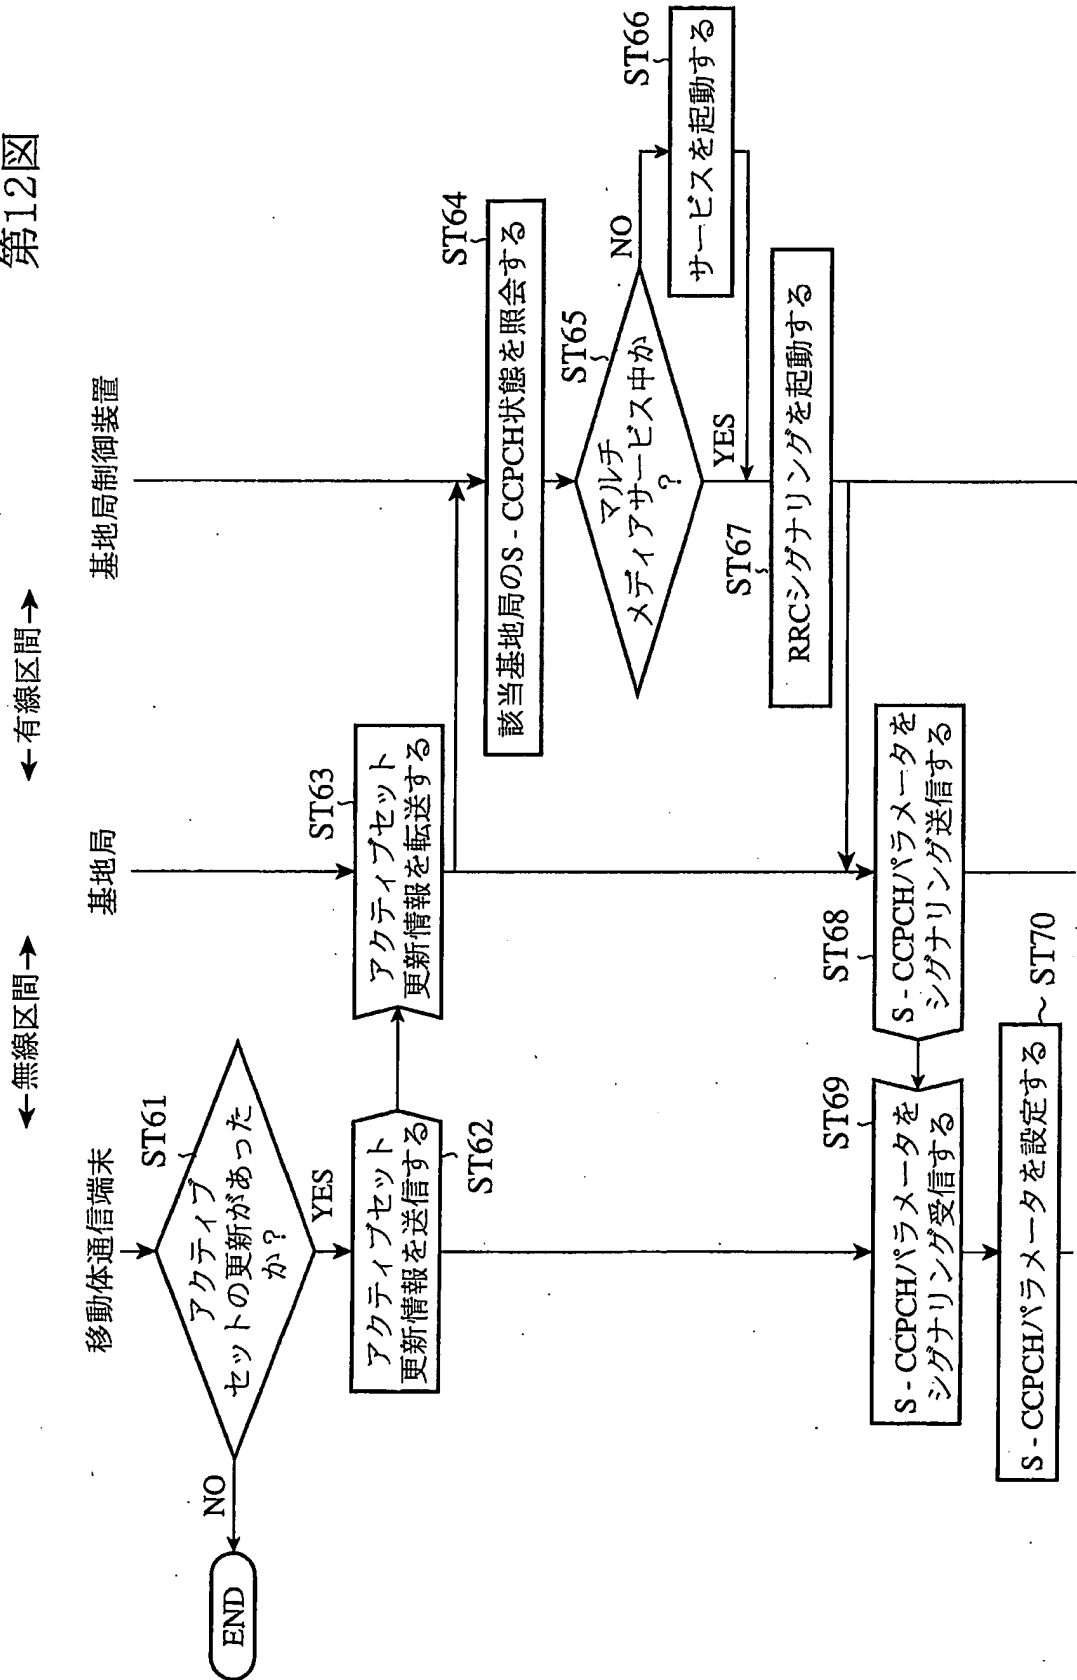 第12図
←無線区間→
←有線区間→
移動体通信端末
基地局
基地局制御装置
ST61
アクティブ
セットの更新があった
か?
NO
END
YES
アクティブセット
更新情報を送信する
ST62
ST63
アクティブセット
更新情報を転送する
ST64
該当基地局のS-CCPCH状態を照会する
ST65
マルチ
メディアサービス中か
?
NO
ST66
サービスを起動する
YES
ST67
RRCシグナリングを起動する
ST68
S-CCPCHパラメータを
シグナリング送信する
ST69
S-CCPCHパラメータを
シグナリング受信する
S-CCPCHパラメータを設定する
ST70